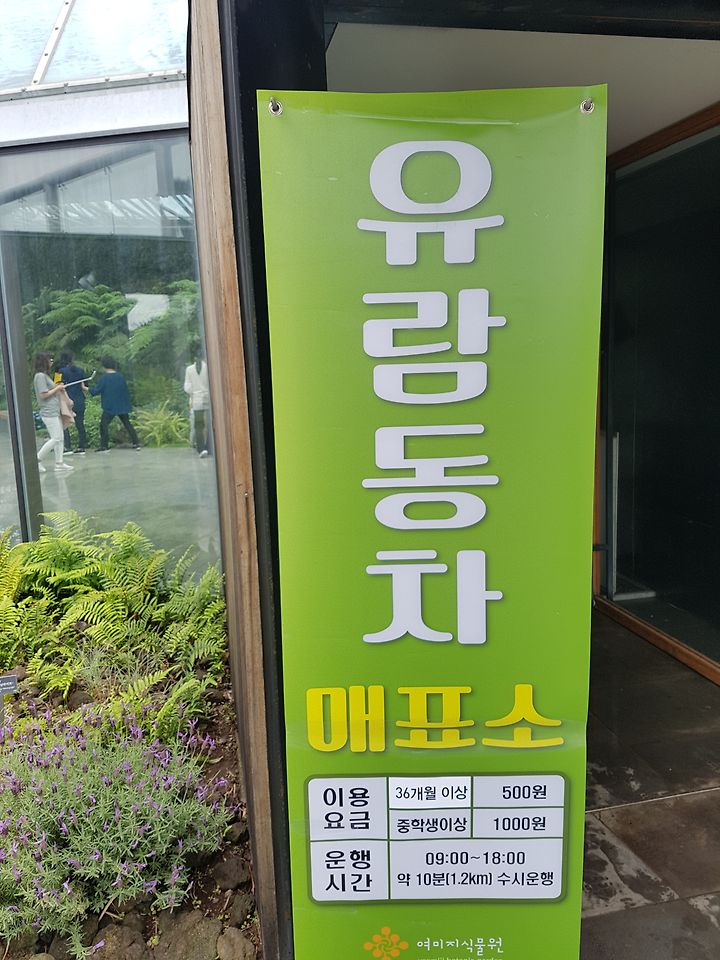 유람동차
매표소
이용요금 36개월 이상 500원
중학생이상 1000원
운행시간 09:00~18:00
약 10분(1.2km) 수시운행
여미지식물원